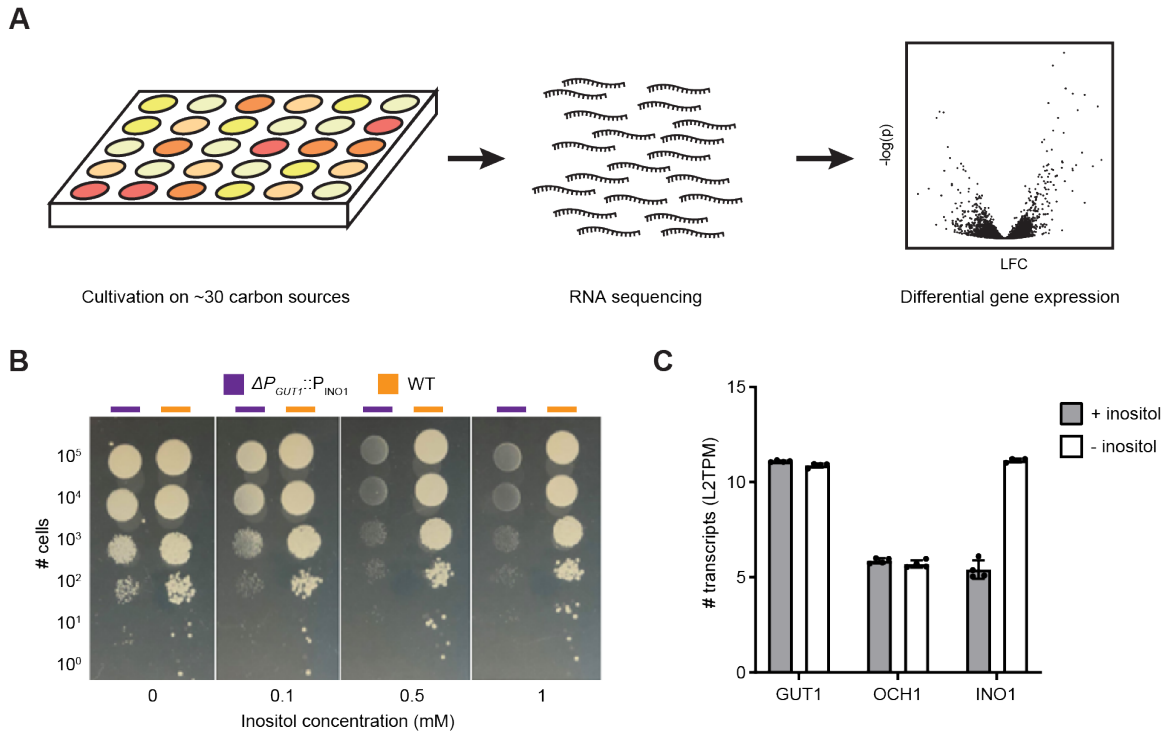 A
-log(p)
LFC
Cultivation on ~30 carbon sources
RNA sequencing
Differential gene expression
B
ΔP_GUT1::P_INO1
WT
# cells
10⁵
10⁴
10³
10²
10¹
10⁰
0
0.1
0.5
1
Inositol concentration (mM)
C
# transcripts (L2TPM)
15
10
5
0
GUT1
OCH1
INO1
+ inositol
- inositol